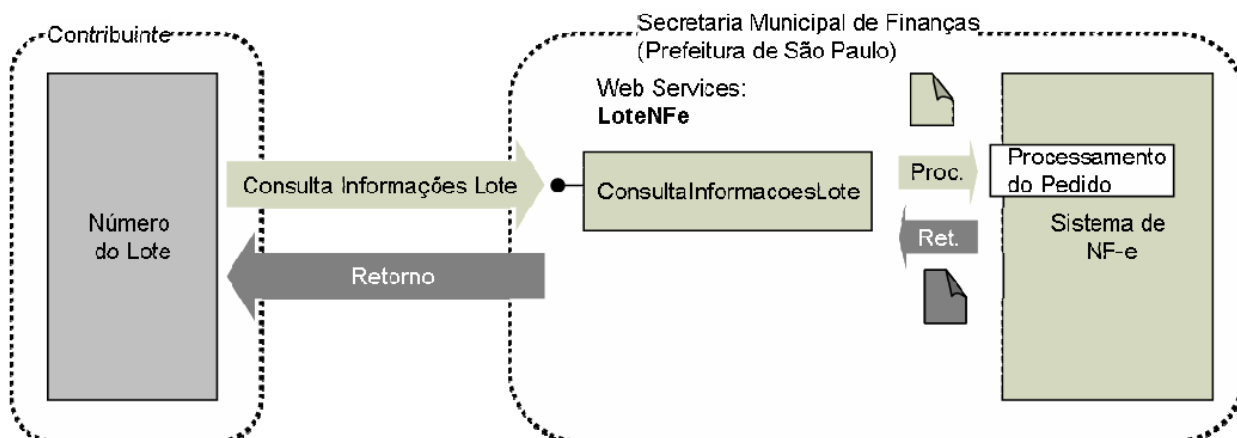 Contribuinte
Secretaria Municipal de Finanças
(Prefeitura de São Paulo)
Web Services:
LoteNFe
Consulta Informações Lote
ConsultaInformacoesLote
Proc.
Processamento
do Pedido
Número
do Lote
Retorno
Ret.
Sistema de
NF-e